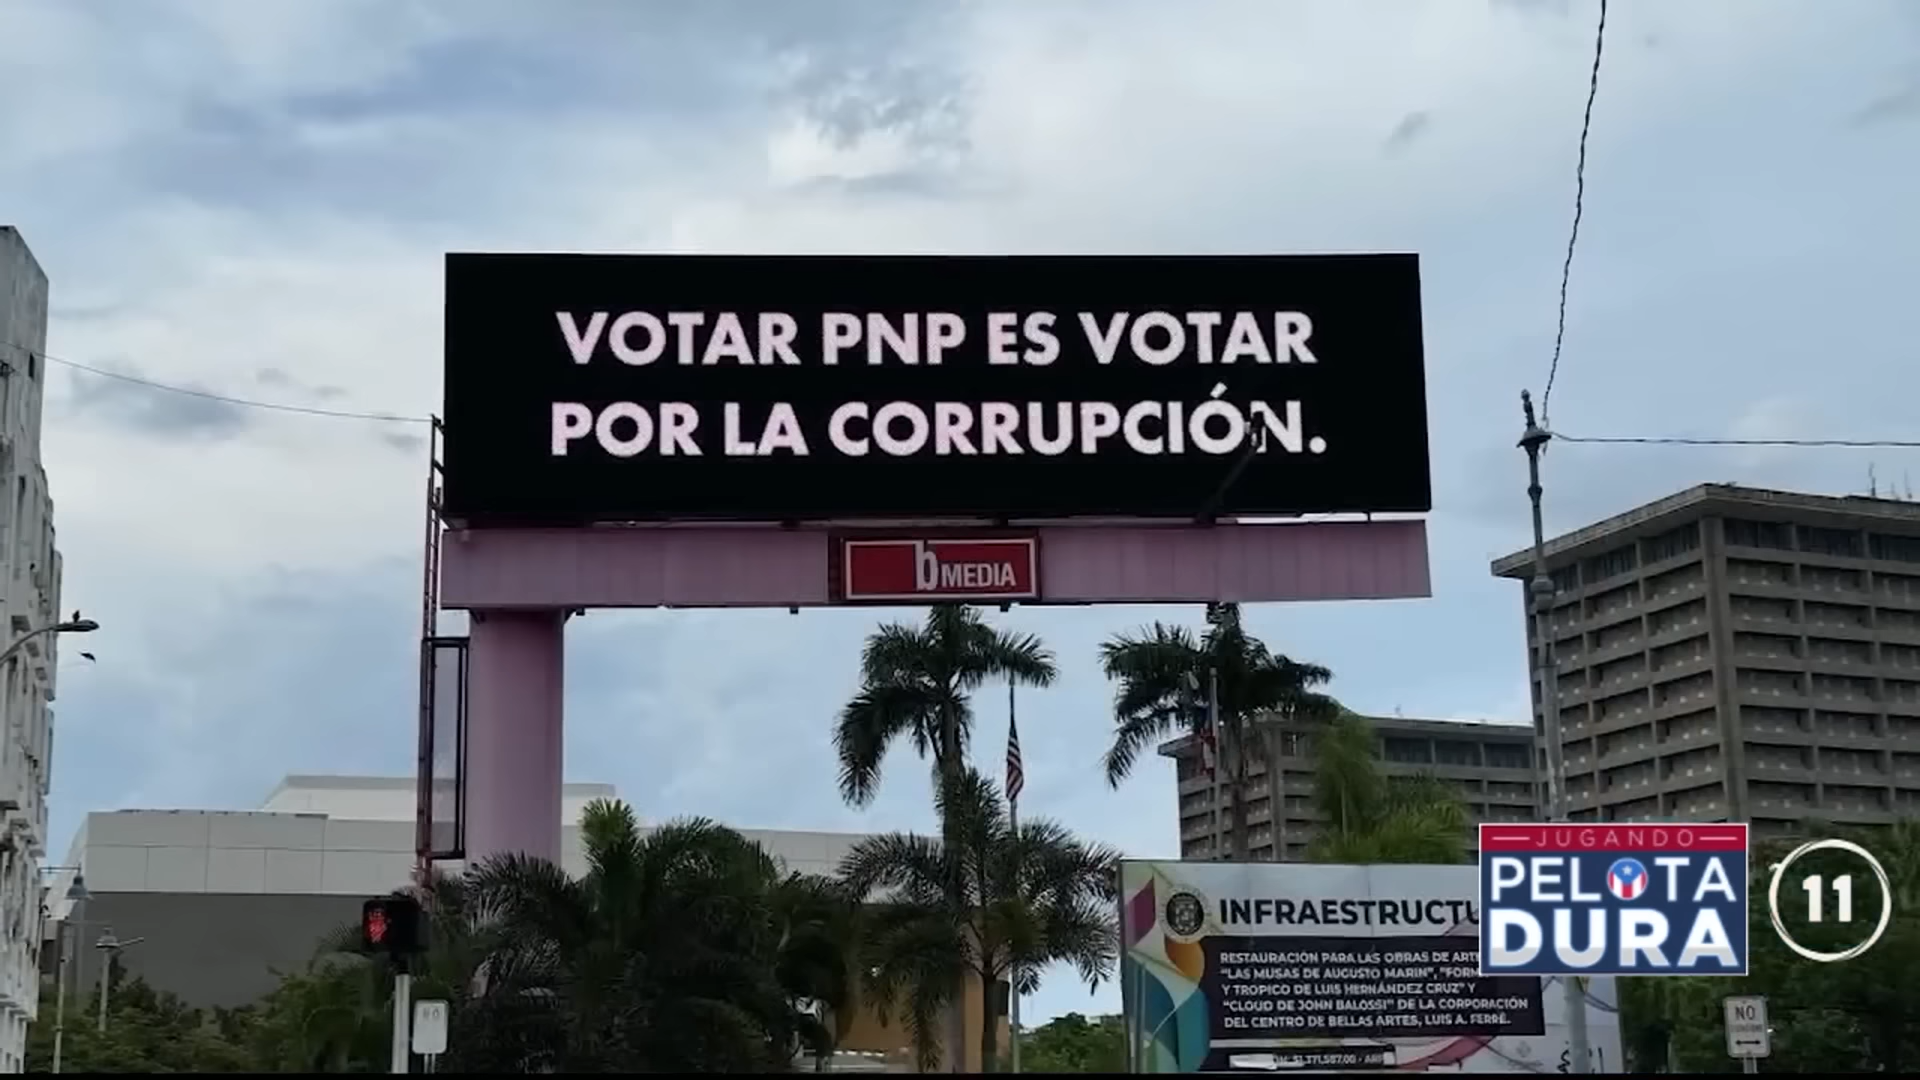 VOTAR PNP ES VOTAR
POR LA CORRUPCIÓN.
bMEDIA
INFRAESTRUCTU
RESTAURACIÓN PARA LAS OBRAS DE ARTE
"LAS MUSAS DE AUGUSTO MARIN", "FORM
Y TROPICO DE LUIS HERNÁNDEZ CRUZ" Y
"CLOUD DE JOHN BALOSSI" DE LA CORPORACIÓN
DEL CENTRO DE BELLAS ARTES, LUIS A. FERRÉ.
JUGANDO
PELOTA
DURA
11
NO